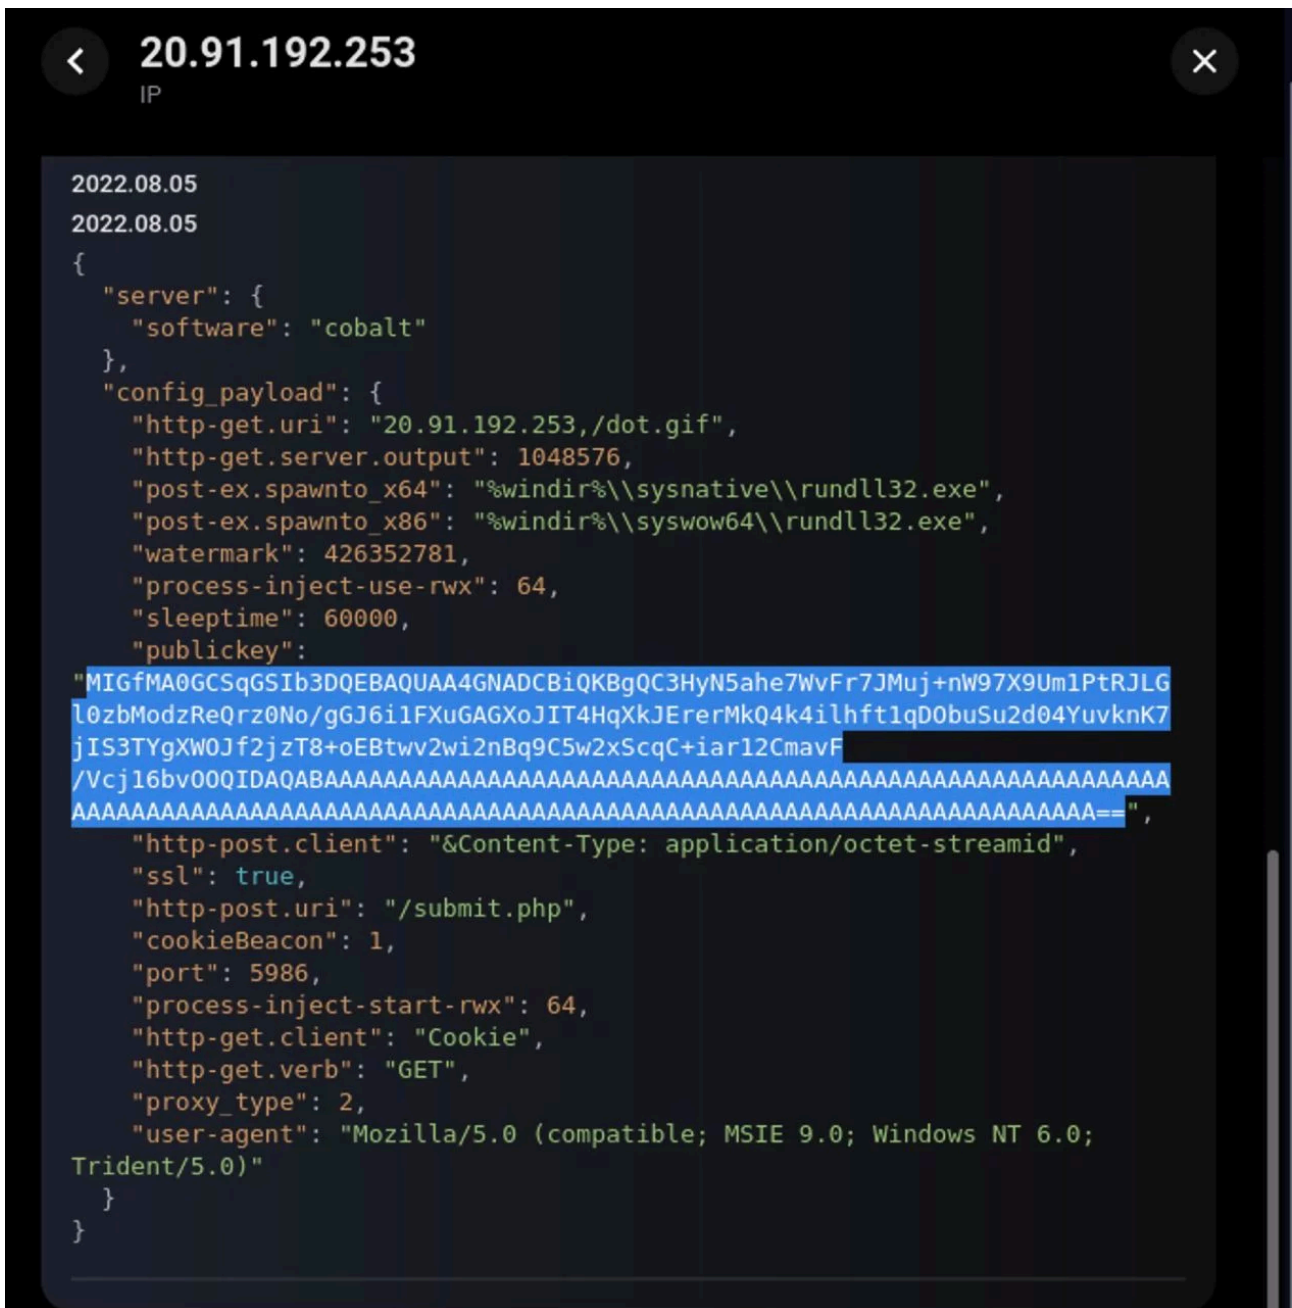 20.91.192.253
IP
2022.08.05
2022.08.05
{
"server": {
"software": "cobalt"
},
"config_payload": {
"http-get.uri": "20.91.192.253,/dot.gif",
"http-get.server.output": 1048576,
"post-ex.spawnto_x64": "%windir%\\sysnative\\rundll32.exe",
"post-ex.spawnto_x86": "%windir%\\syswow64\\rundll32.exe",
"watermark": 426352781,
"process-inject-use-rwx": 64,
"sleeptime": 60000,
"publickey":
"MIGfMA0GCSqGSIb3DQEBAQUAA4GNADCBiQKBgQC3HyN5ahe7WvFr7JMuj+nW97X9Um1PtRJLG
l0zbModzReQrz0No/gGJ6i1FXuGAGXoJIT4HqXkJErerMkQ4k4ilhft1qDObuSu2d04YuvknK7
jIS3TYgXWOJf2jzT8+oEBtwv2wi2nBq9C5w2xScqC+iar12CmavF
/Vcj16bvOOQIDAQABAAAAAAAAAAAAAAAAAAAAAAAAAAAAAAAAAAAAAAAAAAAAAAAAAAAAAAAAAA
AAAAAAAAAAAAAAAAAAAAAAAAAAAAAAAAAAAAAAAAAAAAAAAAAAAAAAAAAAAAAAAAAAAAA==",
"http-post.client": "&Content-Type: application/octet-streamid",
"ssl": true,
"http-post.uri": "/submit.php",
"cookieBeacon": 1,
"port": 5986,
"process-inject-start-rwx": 64,
"http-get.client": "Cookie",
"http-get.verb": "GET",
"proxy_type": 2,
"user-agent": "Mozilla/5.0 (compatible; MSIE 9.0; Windows NT 6.0;
Trident/5.0)"
}
}